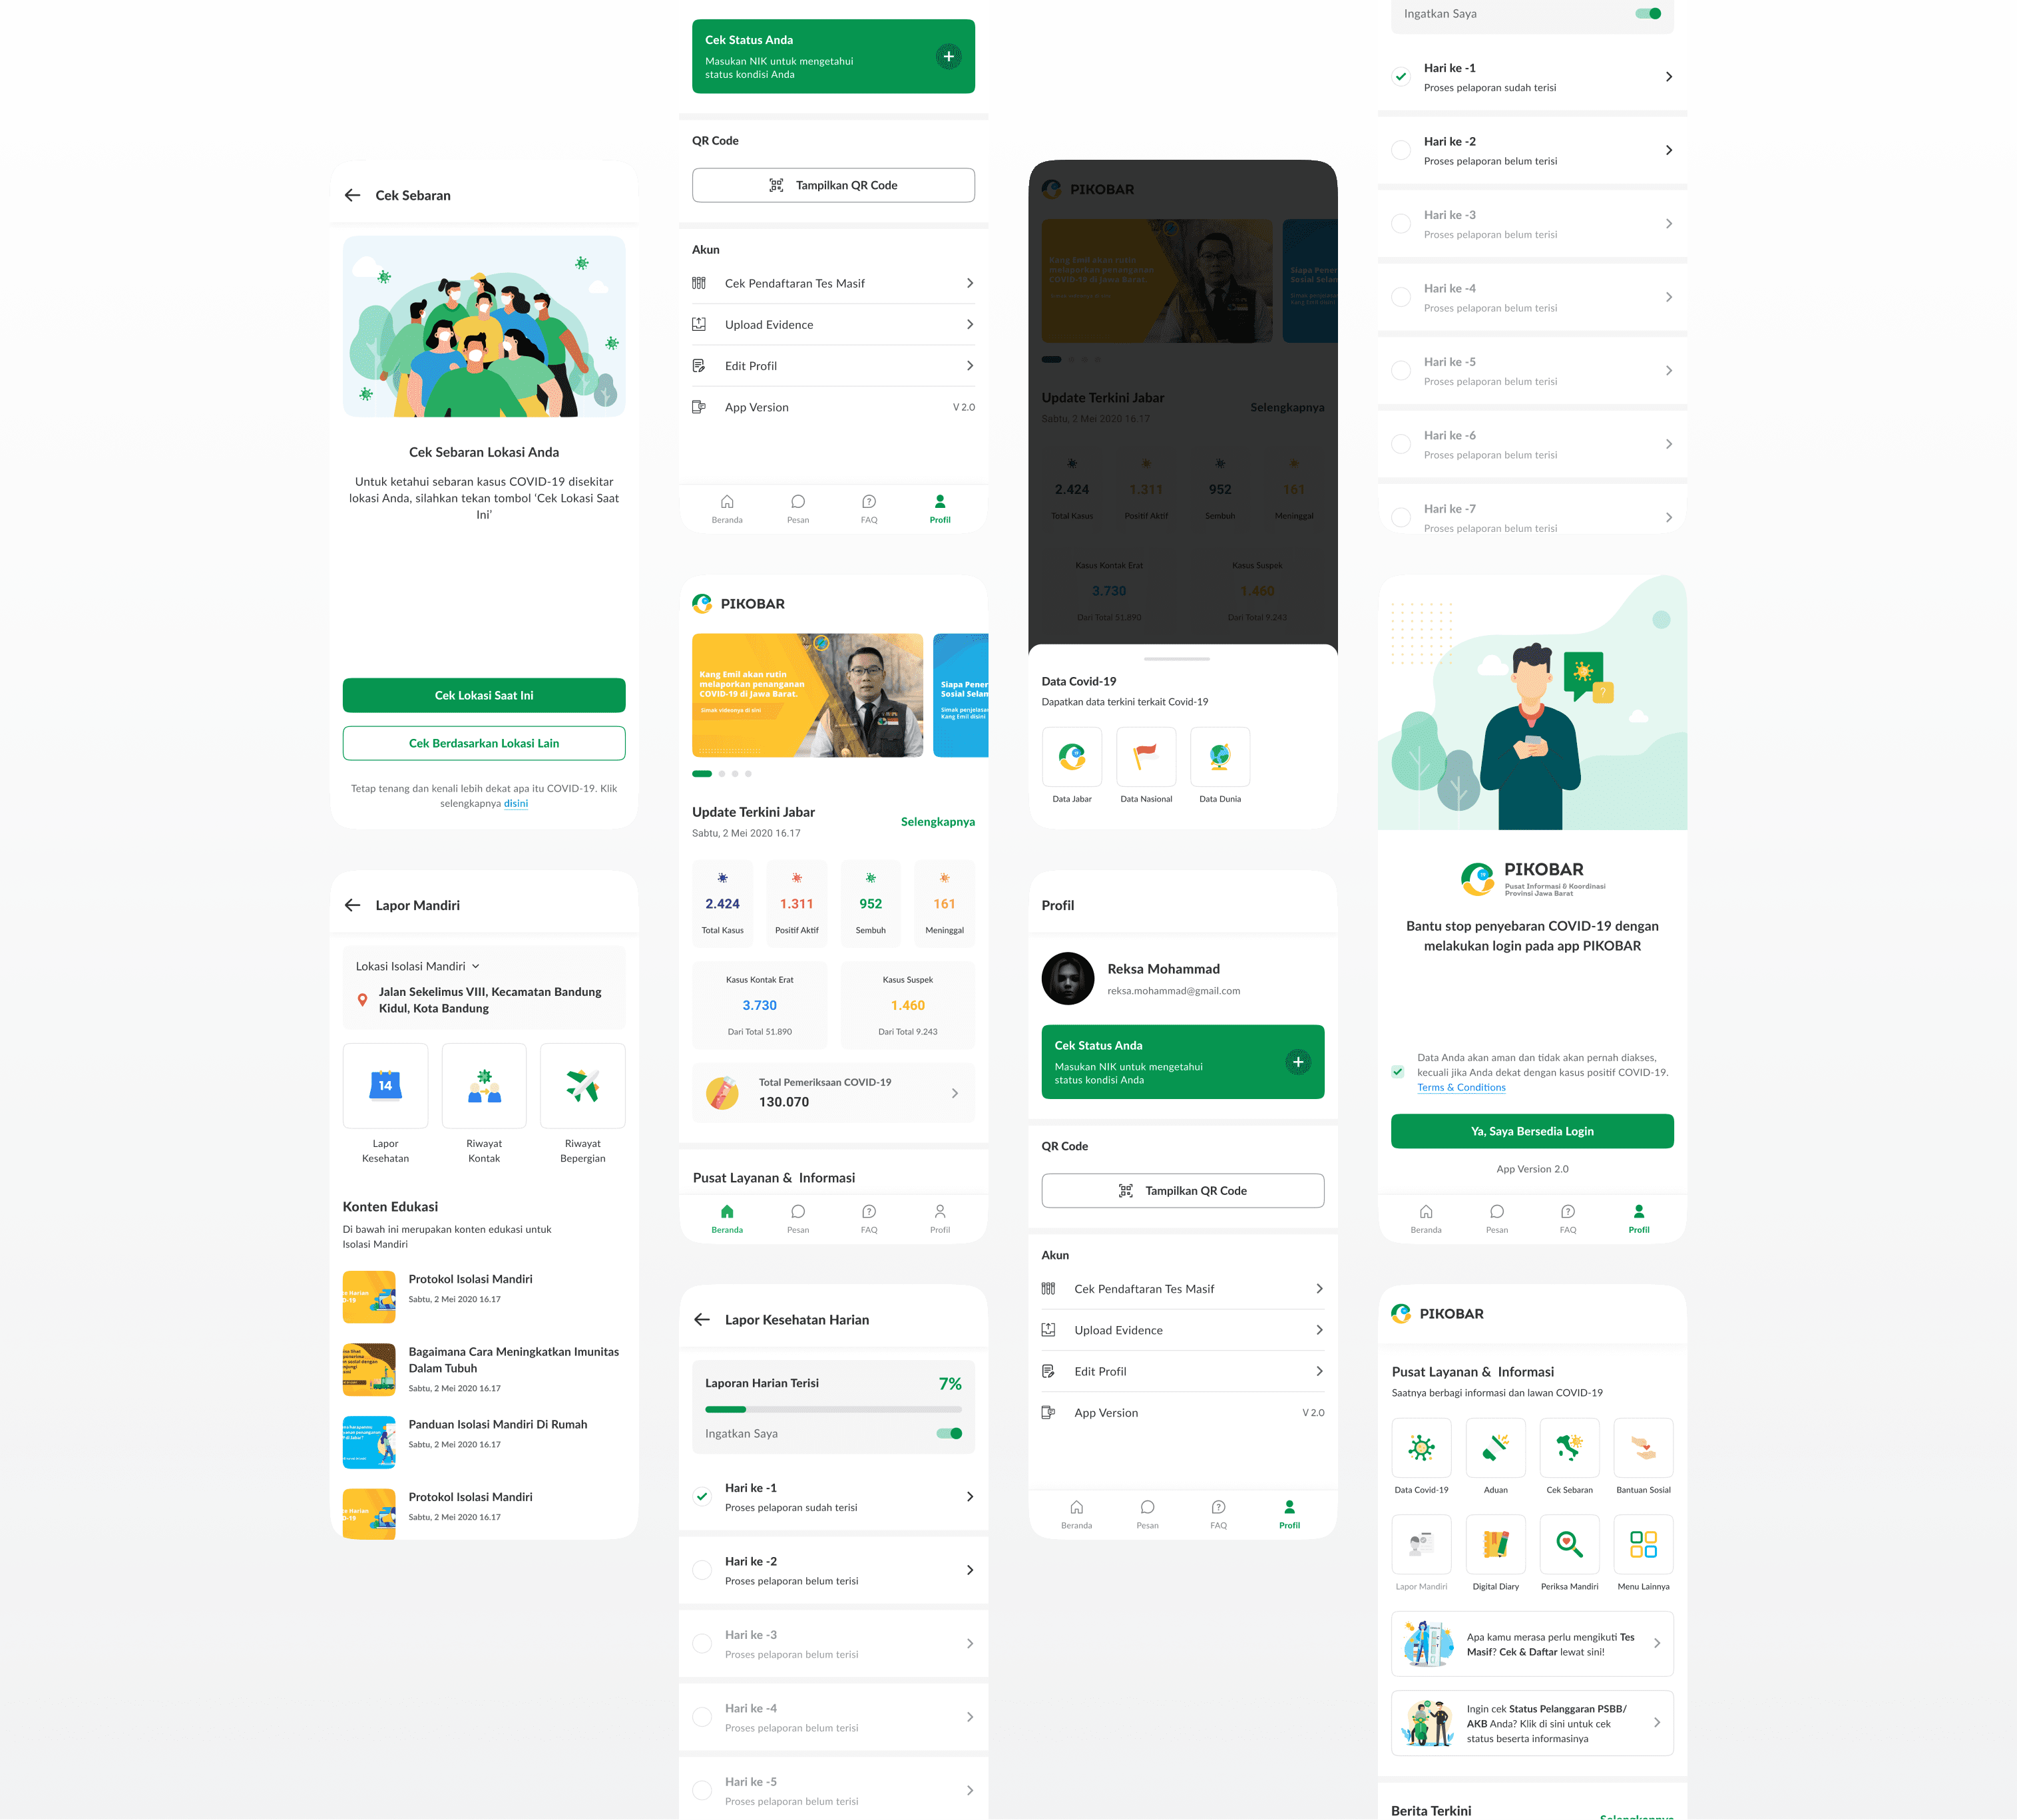 Cek Sebaran
Cek Sebaran Lokasi Anda
Untuk ketahui sebaran kasus COVID-19 disekitar
lokasi Anda, silahkan tekan tombol ‘Cek Lokasi Saat
Ini’
Cek Lokasi Saat Ini
Cek Berdasarkan Lokasi Lain
Tetap tenang dan kenali lebih dekat apa itu COVID-19. Klik
selengkapnya disini
Lapor Mandiri
Lokasi Isolasi Mandiri
Jalan Sekelimus VIII, Kecamatan Bandung
Kidul, Kota Bandung
14
Lapor
Kesehatan
Riwayat
Kontak
Riwayat
Bepergian
Konten Edukasi
Di bawah ini merupakan konten edukasi untuk
Isolasi Mandiri
Protokol Isolasi Mandiri
Sabtu, 2 Mei 2020 16.17
Bagaimana Cara Meningkatkan Imunitas
Dalam Tubuh
Sabtu, 2 Mei 2020 16.17
Panduan Isolasi Mandiri Di Rumah
Sabtu, 2 Mei 2020 16.17
Protokol Isolasi Mandiri
Sabtu, 2 Mei 2020 16.17
Cek Status Anda
Masukan NIK untuk mengetahui
status kondisi Anda
QR Code
Tampilkan QR Code
Akun
Cek Pendaftaran Tes Masif
Upload Evidence
Edit Profil
App Version V 2.0
Beranda Pesan FAQ Profil
PIKOBAR
Kang Emil akan rutin
melaporkan penanganan
COVID-19 di Jawa Barat.
Simak videonya di sini
Siapa Pener
Sosial Selan
Simak penjelasan
Kang Emil disini
Update Terkini Jabar
Selengkapnya
Sabtu, 2 Mei 2020 16.17
2.424 1.311 952 161
Total Kasus Positif Aktif Sembuh Meninggal
Kasus Kontak Erat Kasus Suspek
3.730 1.460
Dari Total 51.890 Dari Total 9.243
Total Pemeriksaan COVID-19
130.070
Pusat Layanan & Informasi
Beranda Pesan FAQ Profil
Lapor Kesehatan Harian
Laporan Harian Terisi 7%
Ingatkan Saya
Hari ke -1
Proses pelaporan sudah terisi
Hari ke -2
Proses pelaporan belum terisi
Hari ke -3
Proses pelaporan belum terisi
Hari ke -4
Proses pelaporan belum terisi
Hari ke -5
Proses pelaporan belum terisi
PIKOBAR
Kang Emil akan rutin
melaporkan penanganan
COVID-19 di Jawa Barat.
Siapa Pener
Sosial Selan
Update Terkini Jabar
Selengkapnya
Sabtu, 2 Mei 2020 16.17
2.424 1.311 952 161
Total Kasus Positif Aktif Sembuh Meninggal
Kasus Kontak Erat Kasus Suspek
3.730 1.460
Dari Total 51.890 Dari Total 9.243
Data Covid-19
Dapatkan data terkini terkait Covid-19
Data Jabar Data Nasional Data Dunia
Profil
Reksa Mohammad
reksa.mohammad@gmail.com
Cek Status Anda
Masukan NIK untuk mengetahui
status kondisi Anda
QR Code
Tampilkan QR Code
Akun
Cek Pendaftaran Tes Masif
Upload Evidence
Edit Profil
App Version V 2.0
Beranda Pesan FAQ Profil
Ingatkan Saya
Hari ke -1
Proses pelaporan sudah terisi
Hari ke -2
Proses pelaporan belum terisi
Hari ke -3
Proses pelaporan belum terisi
Hari ke -4
Proses pelaporan belum terisi
Hari ke -5
Proses pelaporan belum terisi
Hari ke -6
Proses pelaporan belum terisi
Hari ke -7
Proses pelaporan belum terisi
?
PIKOBAR
Pusat Informasi & Koordinasi
Provinsi Jawa Barat
Bantu stop penyebaran COVID-19 dengan
melakukan login pada app PIKOBAR
Data Anda akan aman dan tidak akan pernah diakses,
kecuali jika Anda dekat dengan kasus positif COVID-19.
Terms & Conditions
Ya, Saya Bersedia Login
App Version 2.0
Beranda Pesan FAQ Profil
PIKOBAR
Pusat Layanan & Informasi
Saatnya berbagi informasi dan lawan COVID-19
Data Covid-19 Aduan Cek Sebaran Bantuan Sosial
Lapor Mandiri Digital Diary Periksa Mandiri Menu Lainnya
Apa kamu merasa perlu mengikuti Tes
Masif? Cek & Daftar lewat sini!
Ingin cek Status Pelanggaran PSBB/
AKB Anda? Klik di sini untuk cek
status beserta informasinya
Berita Terkini
Selengkapnya